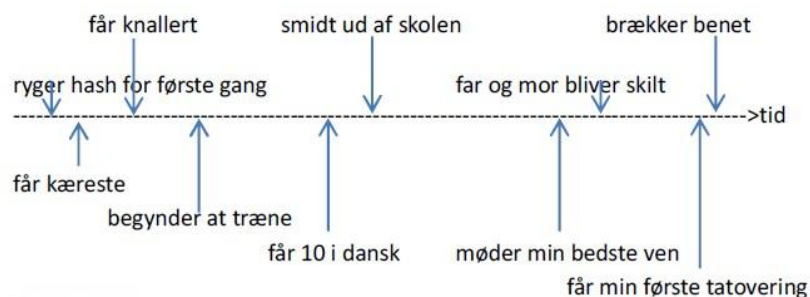 får knallert
smidt ud af skolen
brækker benet
ryger hash for første gang
far og mor bliver skilt
>tid
får kæreste
begynder at træne
får 10 i dansk
møder min bedste ven
får min første tatovering